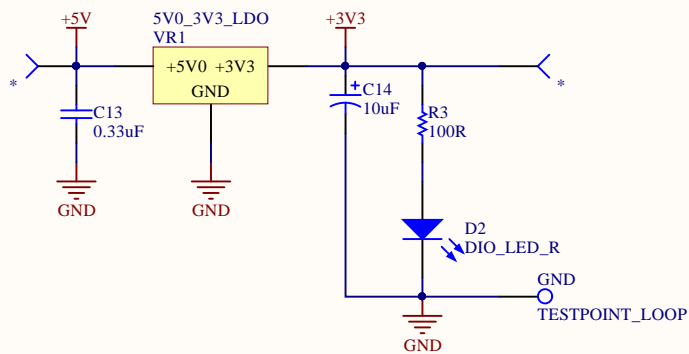 +5V
5V0_3V3_LDO
VR1
+3V3
*
+5V0 +3V3
GND
*
C13
0.33uF
+
C14
10uF
R3
100R
GND
GND
D2
DIO_LED_R
GND
TESTPOINT_LOOP
GND